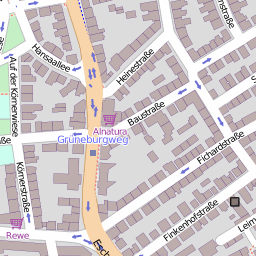 Hansaallee
Heinestraße
Auf der Körnerwiese
Alnatura
Baustraße
Grüneburgweg
Fichardstraße
Körnerstraße
Finkenhofstraße
Rewe